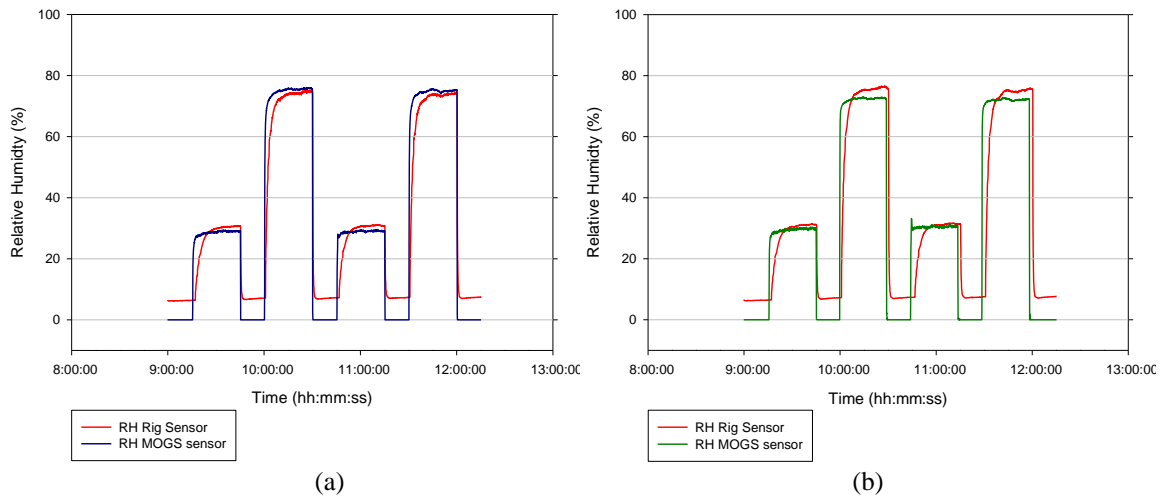 100
80
60
40
20
0
Relative Humidty (%)
8:00:00 9:00:00 10:00:00 11:00:00 12:00:00 13:00:00
Time (hh:mm:ss)
RH Rig Sensor
RH MOGS sensor
(a)
100
80
60
40
20
0
Relative Humidty (%)
8:00:00 9:00:00 10:00:00 11:00:00 12:00:00 13:00:00
Time (hh:mm:ss)
RH Rig Sensor
RH MOGS sensor
(b)